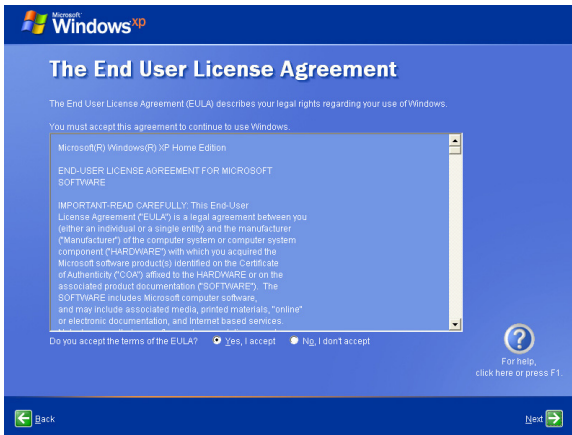 Microsoft
Windows xp
The End User License Agreement
The End User License Agreement (EULA) describes your legal rights regarding your use of Windows.
You must accept this agreement to continue to use Windows.
Microsoft(R) Windows(R) XP Home Edition
END-USER LICENSE AGREEMENT FOR MICROSOFT
SOFTWARE
IMPORTANT-READ CAREFULLY: This End-User
License Agreement ("EULA") is a legal agreement between you
(either an individual or a single entity) and the manufacturer
("Manufacturer") of the computer system or computer system
component ("HARDWARE") with which you acquired the
Microsoft software product(s) identified on the Certificate
of Authenticity ("COA") affixed to the HARDWARE or on the
associated product documentation ("SOFTWARE"). The
SOFTWARE includes Microsoft computer software,
and may include associated media, printed materials, "online"
or electronic documentation, and Internet based services.
Do you accept the terms of the EULA? Yes, I accept No, I don't accept
For help,
click here or press F1.
Back Next